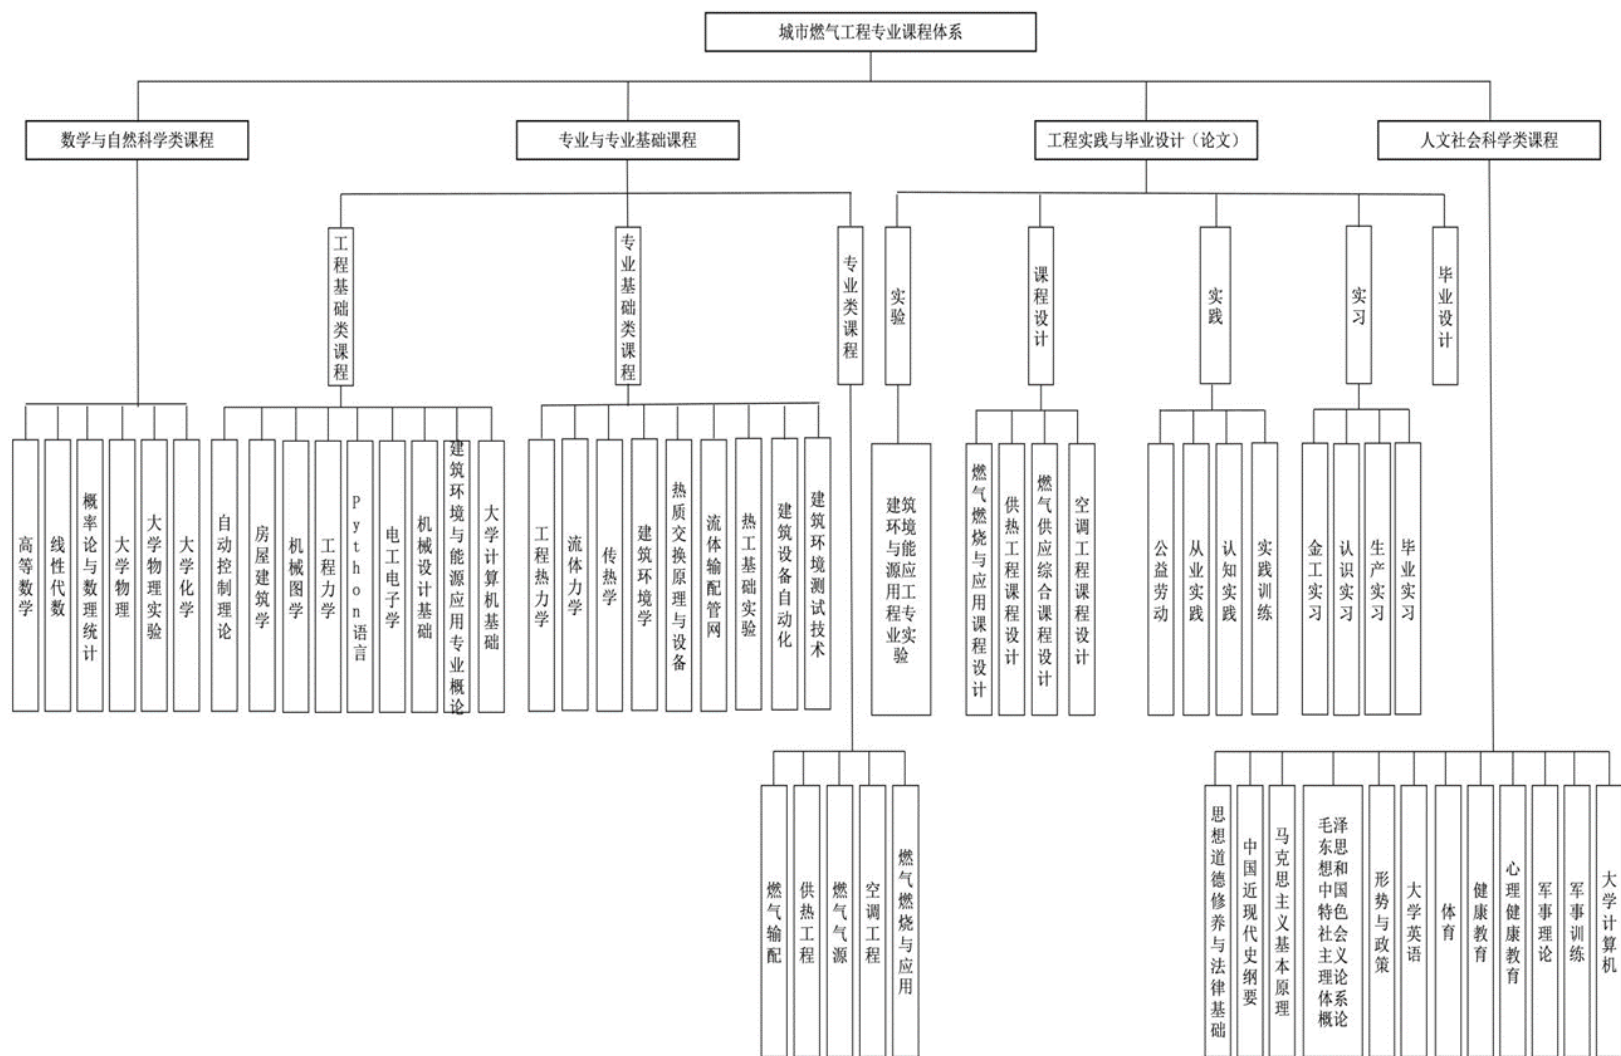 城市燃气工程专业课程体系
数学与自然科学类课程
专业与专业基础课程
工程实践与毕业设计（论文）
人文社会科学类课程
工程基础类课程
专业基础类课程
专业类课程
实验
课程设计
实践
实习
毕业设计
高等数学
线性代数
概率论与数理统计
大学物理
大学物理实验
大学化学
自动控制理论
房屋建筑学
机械图学
工程力学
Python语言
电工电子学
机械设计基础
建筑环境与能源应用专业概论
大学计算机基础
工程热力学
流体力学
传热学
建筑环境学
热质交换原理与设备
流体输配管网
热工基础实验
建筑设备自动化
建筑环境测试技术
建筑环境与能源应用工程专业实验
燃气燃烧与应用课程设计
供热工程课程设计
燃气供应综合课程设计
空调工程课程设计
公益劳动
从业实践
认知实践
实践训练
金工实习
认识实习
生产实习
毕业实习
燃气输配
供热工程
燃气气源
空调工程
燃气燃烧与应用
思想道德修养与法律基础
中国近现代史纲要
马克思主义基本原理
毛泽东思想和中国特色社会主义理论体系概论
形势与政策
大学英语
体育
健康教育
心理健康教育
军事理论
军事训练
大学计算机